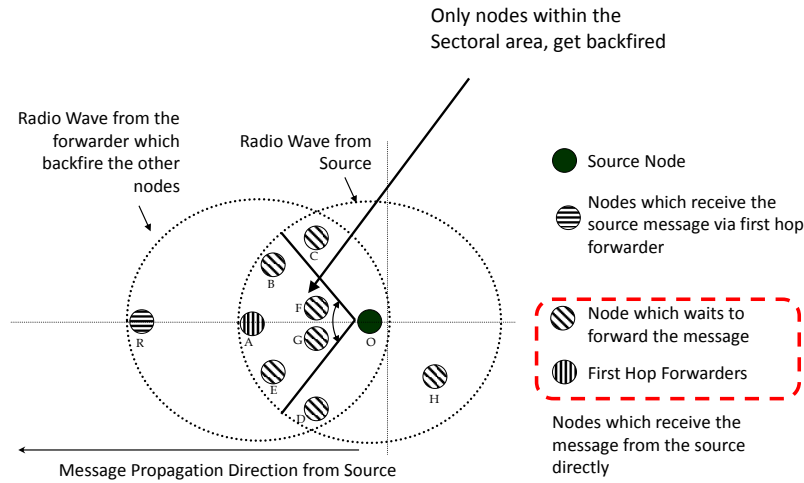 Only nodes within the
Sectoral area, get backfired
Radio Wave from the
forwarder which
backfire the other
nodes
Radio Wave from
Source
Source Node
Nodes which receive the
source message via first hop
forwarder
C
B
F
R
A
G
O
E
D
H
Node which waits to
forward the message
First Hop Forwarders
Nodes which receive the
message from the source
directly
Message Propagation Direction from Source